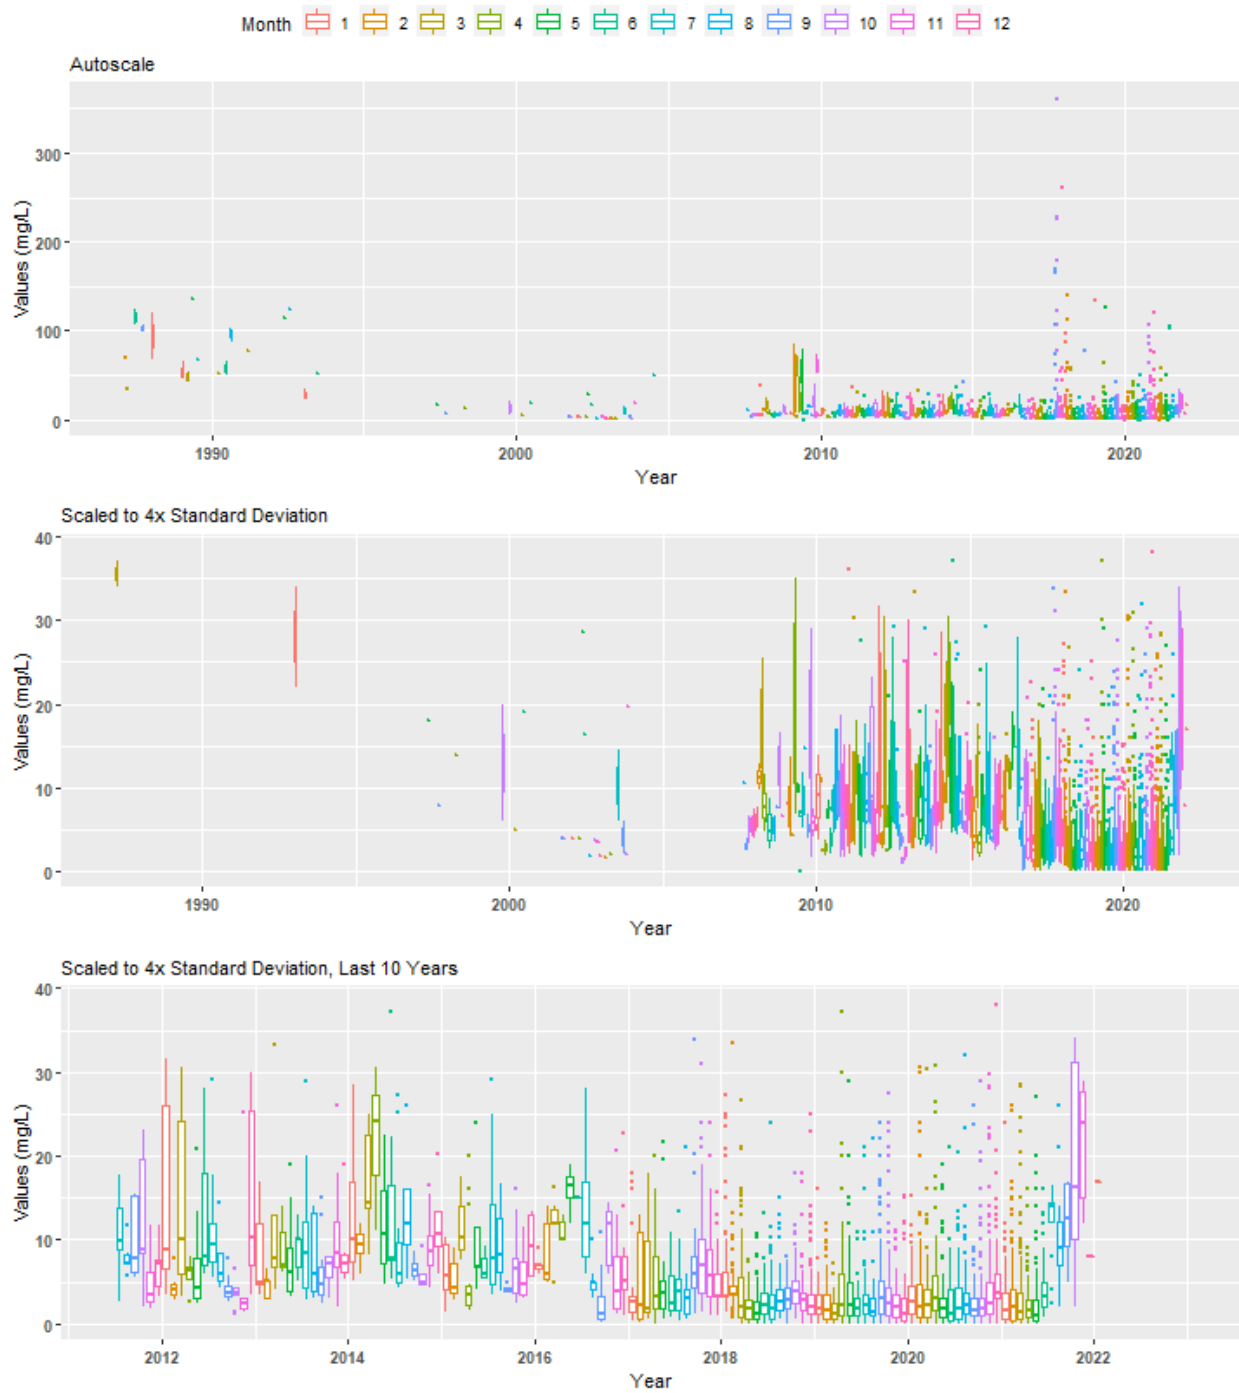 Month 1 2 3 4 5 6 7 8 9 10 11 12
Autoscale
Values (mg/L)
300
200
100
0
1990 2000 2010 2020
Year
Scaled to 4x Standard Deviation
Values (mg/L)
40
30
20
10
0
1990 2000 2010 2020
Year
Scaled to 4x Standard Deviation, Last 10 Years
Values (mg/L)
40
30
20
10
0
2012 2014 2016 2018 2020 2022
Year